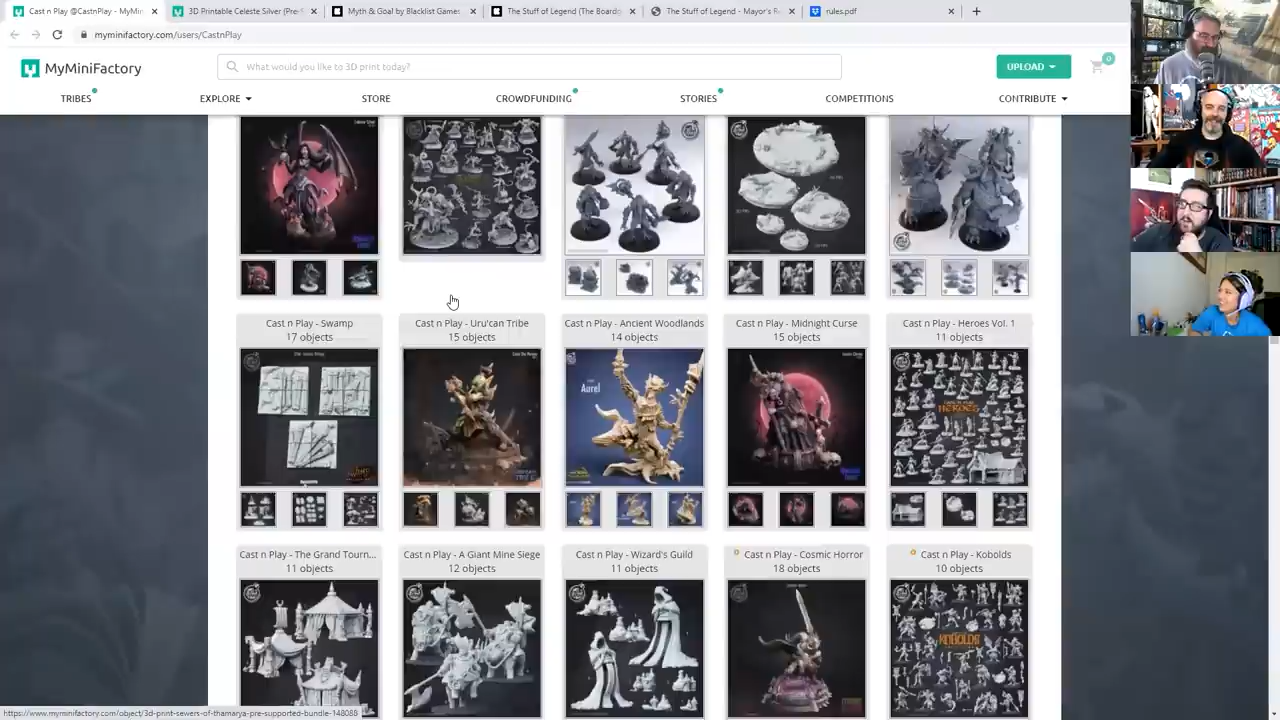 Cast n Play @CastnPlay - MyMin
3D Printable Celeste Silver (Pre-S
Myth & Goal by Blacklist Games
The Stuff of Legend (The Boardg
The Stuff of Legend - Mayor's R
rules.pdf
myminifactory.com/users/CastnPlay
MyMiniFactory
What would you like to 3D print today?
UPLOAD
0
TRIBES
EXPLORE
STORE
CROWDFUNDING
STORIES
COMPETITIONS
CONTRIBUTE
Cast n Play - Swamp
17 objects
Cast n Play - Uru'can Tribe
15 objects
Cast n Play - Ancient Woodlands
14 objects
Cast n Play - Midnight Curse
15 objects
Cast n Play - Heroes Vol. 1
11 objects
Aurel
HEROES
Cast n Play - The Grand Tourn...
11 objects
Cast n Play - A Giant Mine Siege
12 objects
Cast n Play - Wizard's Guild
11 objects
Cast n Play - Cosmic Horror
18 objects
Cast n Play - Kobolds
10 objects
KOBOLDS
https://www.myminifactory.com/object/3d-print-sewers-of-thamarya-pre-supported-bundle-148088